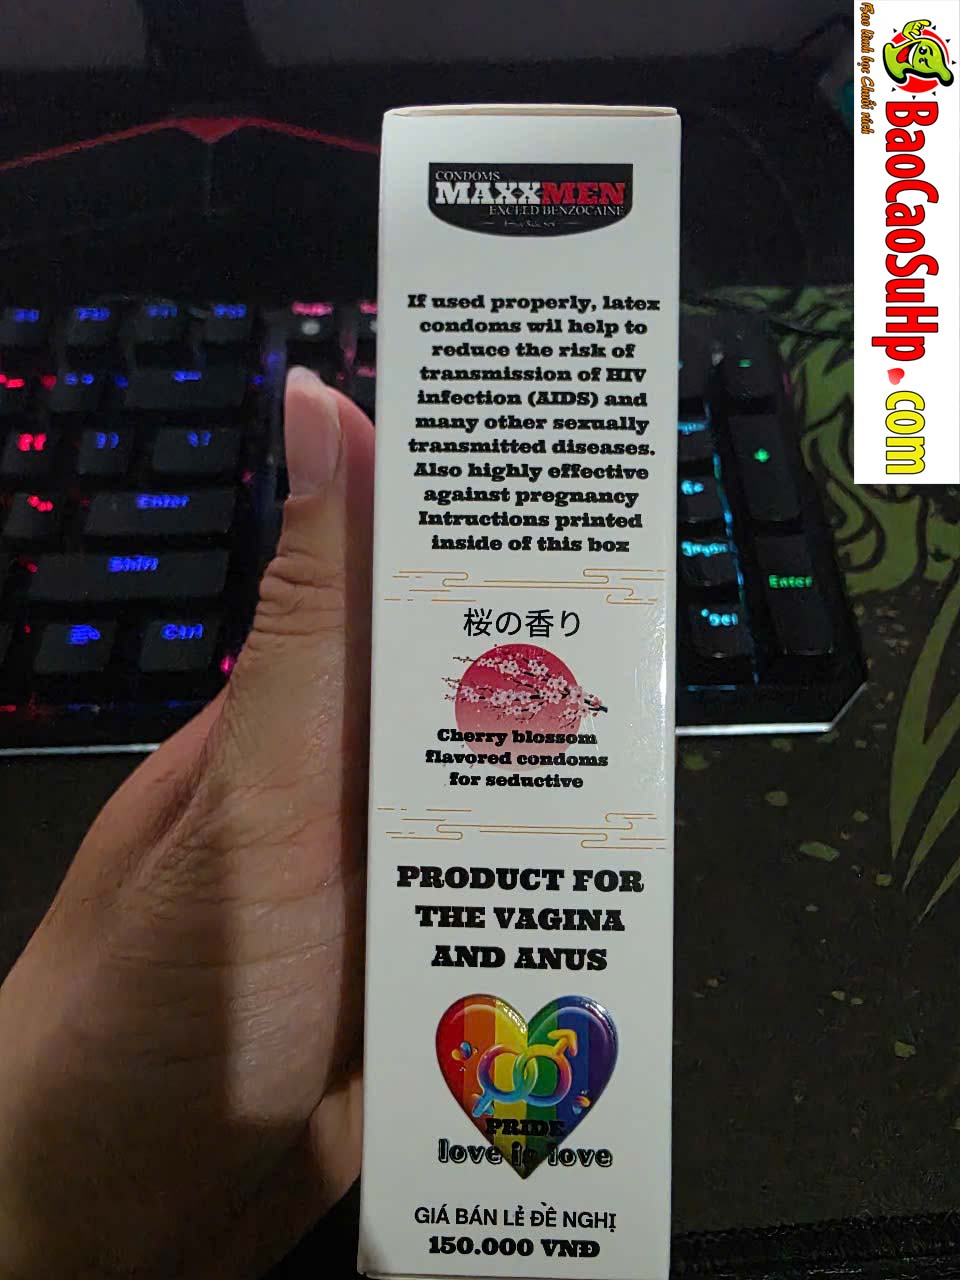 CONDOMS
MAXXMEN
EXCEED BENZOCAINE
If used properly, latex
condoms wil help to
reduce the risk of
transmission of HIV
infection (AIDS) and
many other sexually
transmitted diseases.
Also highly effective
against pregnancy
Intructions printed
inside of this box
桜の香り
Cherry blossom
flavored condoms
for seductive
PRODUCT FOR
THE VAGINA
AND ANUS
PRIDE
love is love
GIÁ BÁN LẺ ĐỀ NGHỊ
150.000 VNĐ
BaoCaoSuHp.com
Enter
Shift
Ctrl
Enter